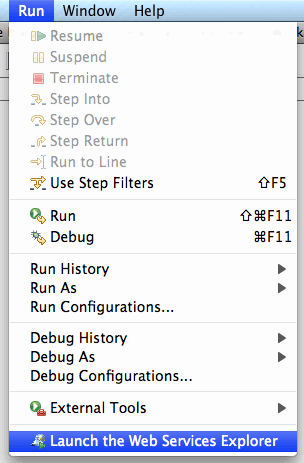 Run Window Help
Resume
Suspend
Terminate
Step Into
Step Over
Step Return
Run to Line
Use Step Filters ⇧F5
Run ⇧⌘F11
Debug ⌘F11
Run History
Run As
Run Configurations...
Debug History
Debug As
Debug Configurations...
External Tools
Launch the Web Services Explorer